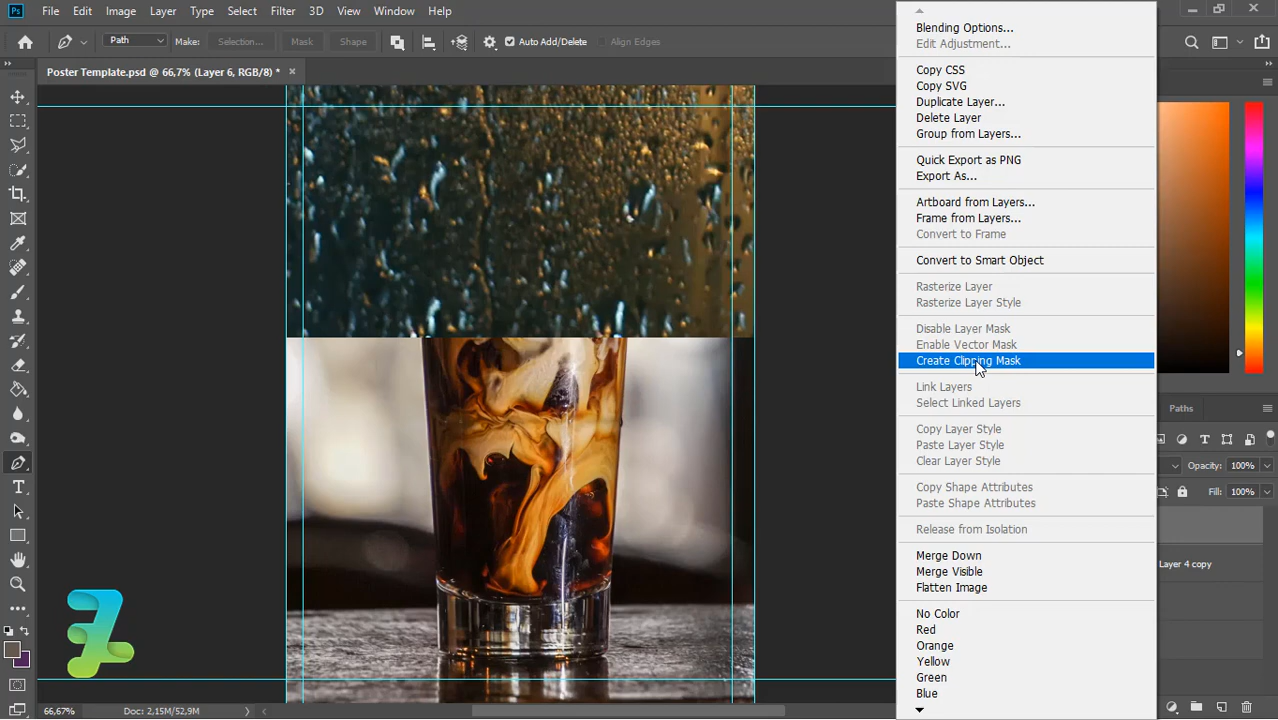 Ps File Edit Image Layer Type Select Filter 3D View Window Help
Path Make: Selection... Mask Shape Auto Add/Delete Align Edges
Poster Template.psd @ 66,7% (Layer 6, RGB/8) *
Blending Options...
Edit Adjustment...
Copy CSS
Copy SVG
Duplicate Layer...
Delete Layer
Group from Layers...
Quick Export as PNG
Export As...
Artboard from Layers...
Frame from Layers...
Convert to Frame
Convert to Smart Object
Rasterize Layer
Rasterize Layer Style
Disable Layer Mask
Enable Vector Mask
Create Clipping Mask
Link Layers
Select Linked Layers
Copy Layer Style
Paste Layer Style
Clear Layer Style
Copy Shape Attributes
Paste Shape Attributes
Release from Isolation
Merge Down
Merge Visible
Flatten Image
No Color
Red
Orange
Yellow
Green
Blue
Paths
Opacity: 100%
Fill: 100%
Layer 4 copy
66,67% Doc: 2,15M/52,9M